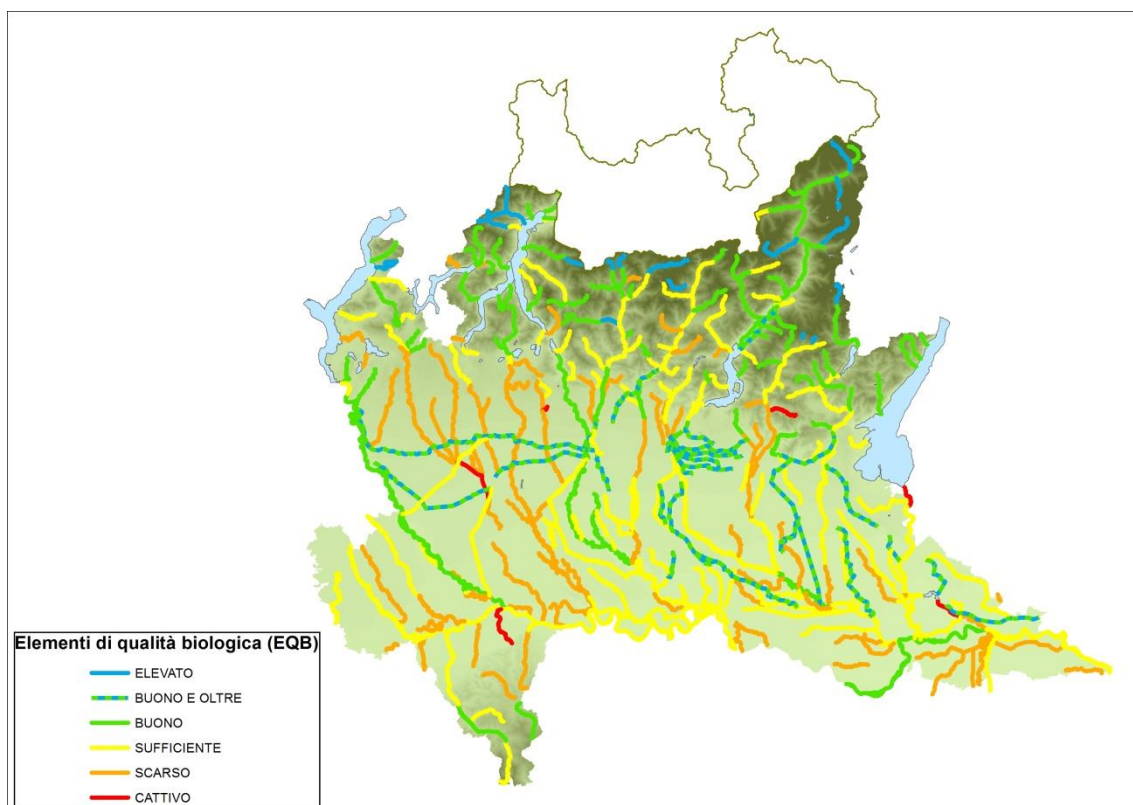 Elementi di qualità biologica (EQB)
ELEVATO
BUONO E OLTRE
BUONO
SUFFICIENTE
SCARSO
CATTIVO